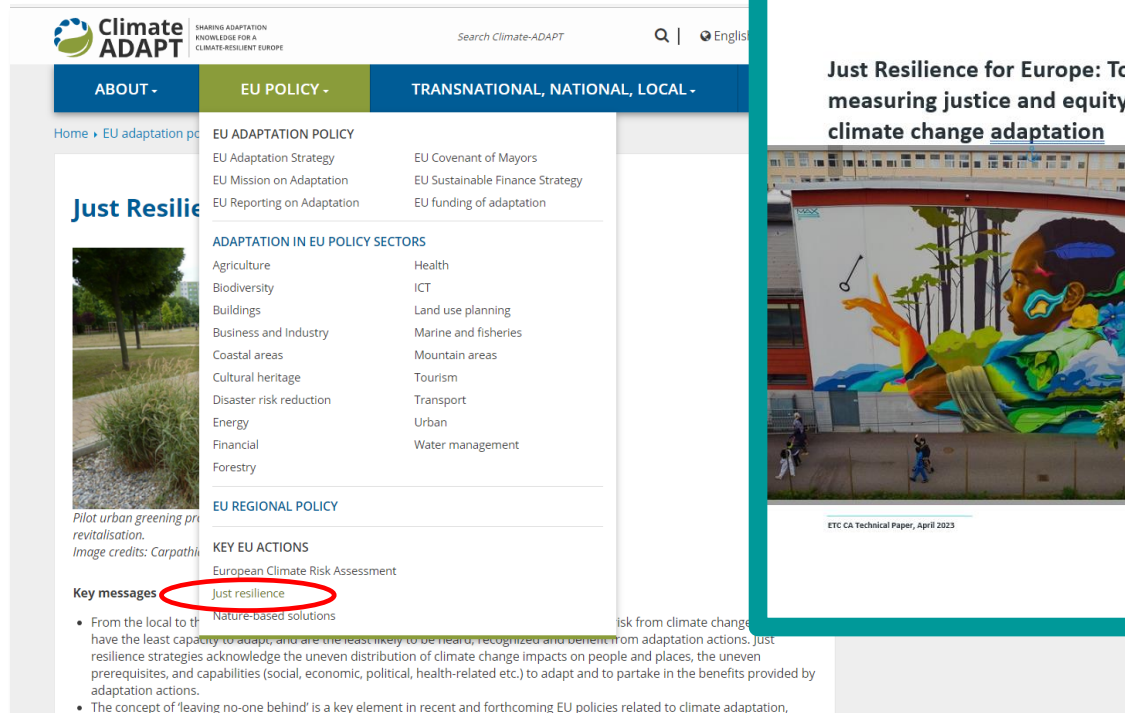 Climate
ADAPT
SHARING ADAPTATION
KNOWLEDGE FOR A
CLIMATE-RESILIENT EUROPE
Search Climate-ADAPT
English
ABOUT
EU POLICY
TRANSNATIONAL, NATIONAL, LOCAL
Home EU adaptation
EU ADAPTATION POLICY
EU Adaptation Strategy
EU Covenant of Mayors
EU Mission on Adaptation
EU Sustainable Finance Strategy
EU Reporting on Adaptation
EU funding of adaptation
Just
ADAPTATION IN EU POLICY SECTORS
Agriculture
Health
Biodiversity
ICT
Buildings
Land use planning
Business and Industry
Marine and fisheries
Coastal areas
Mountain areas
Cultural heritage
Tourism
Disaster risk reduction
Transport
Energy
Urban
Financial
Water management
Forestry
EU REGIONAL POLICY
Pilot urban greening
revitalisation.
Image credits:
KEY EU ACTIONS
European Climate Risk Assessment
Just resilience
Nature-based solutions
Key messages
• From the local to risk from climate change
have the least capacity to adapt, and are the least likely to be heard, recognized and benefit from adaptation actions. Just
resilience strategies acknowledge the uneven distribution of climate change impacts on people and places, the uneven
prerequisites, and capabilities (social, economic, political, health-related etc.) to adapt and to partake in the benefits provided by
adaptation actions.
• The concept of ‘leaving no-one behind’ is a key element in recent and forthcoming EU policies related to climate adaptation,
Just Resilience for Europe:
measuring justice and equity
climate change adaptation
MAX
ETC CA Technical Paper, April 2023